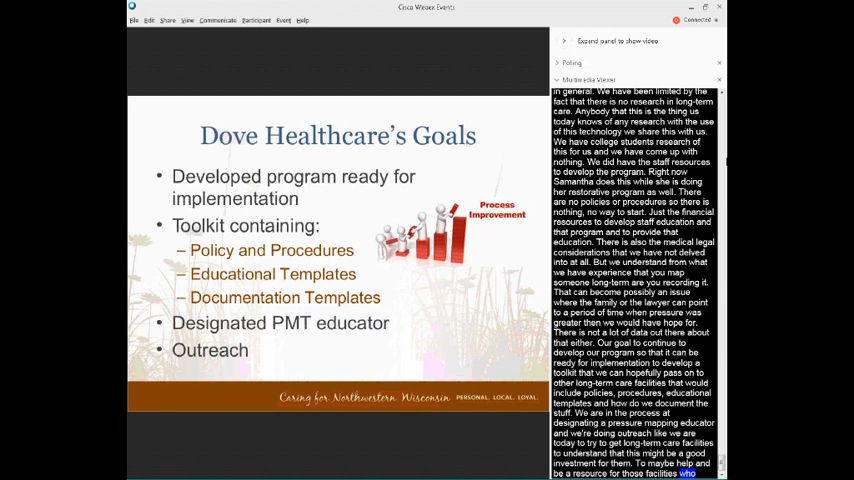 Cisco Webex Events
File Edit Share View Communicate Participant Event Help
Connected
Expand panel to show video
Polling
Multimedia Viewer
Dove Healthcare's Goals
• Developed program ready for
implementation
• Toolkit containing:
– Policy and Procedures
– Educational Templates
– Documentation Templates
• Designated PMT educator
• Outreach
Process
Improvement
Caring for Northwestern Wisconsin PERSONAL. LOCAL. LOYAL.
in general. We have been limited by the
fact that there is no research in long-term
care. Anybody that this is the thing us
today knows of any research with the use
of this technology we share this with us.
We have college students research of
this for us and we have come up with
nothing. We did have the staff resources
to develop the program. Right now
Samantha does this while she is doing
her restorative program as well. There
are no policies or procedures so there is
nothing, no way to start. Just the financial
resources to develop staff education and
that program and to provide that
education. There is also the medical legal
considerations that we have not delved
into at all. But we understand from what
we have experience that you map
someone long-term are you recording it.
That can become possibly an issue
where the family or the lawyer can point
to a period of time when pressure was
greater then we would have hope for.
There is not a lot of data out there about
that either. Our goal to continue to
develop our program so that it can be
ready for implementation to develop a
toolkit that we can hopefully pass on to
other long-term care facilities that would
include policies, procedures, educational
templates and how do we document the
stuff. We are in the process at
designating a pressure mapping educator
and we're doing outreach like we are
today to try to get long-term care facilities
to understand that this might be a good
investment for them. To maybe help and
be a resource for those facilities who